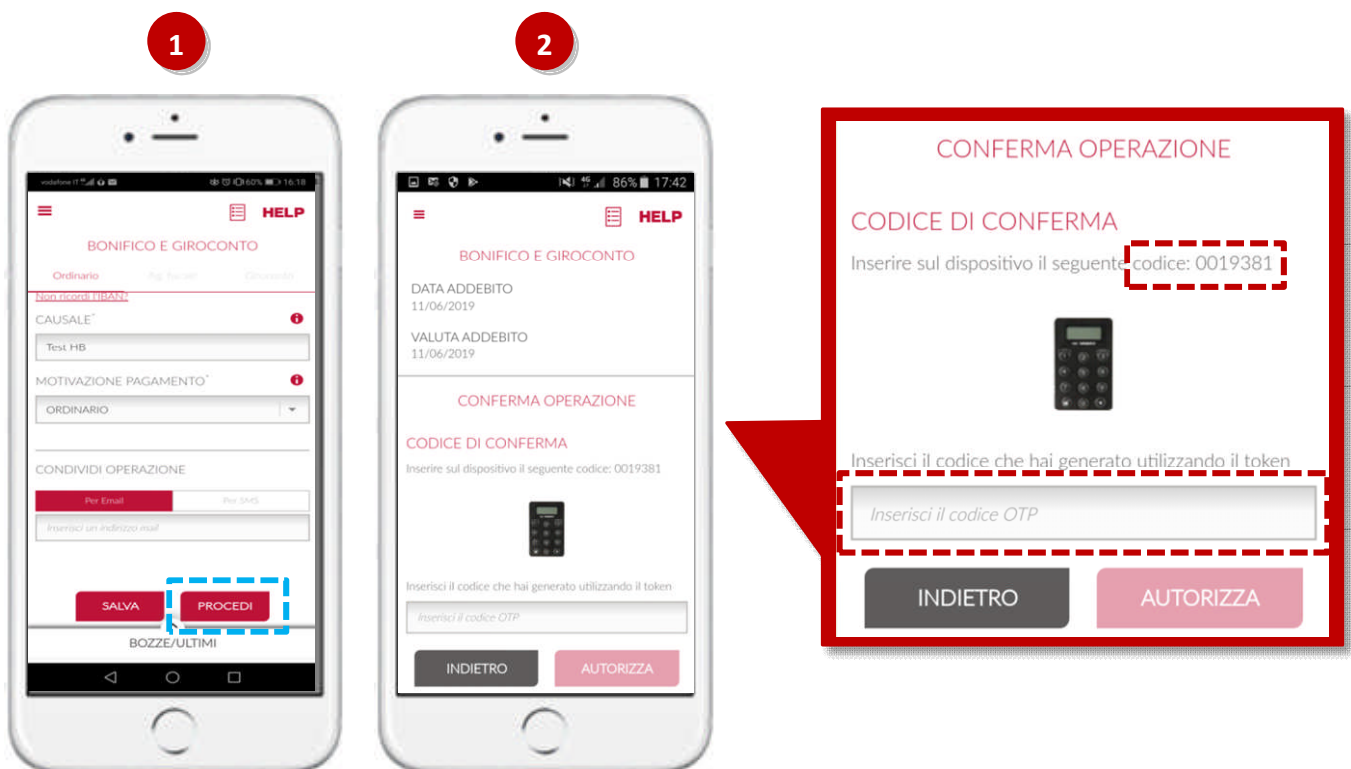 1
2
vodafone IT
60% 16:18
HELP
BONIFICO E GIROCONTO
Ordinario
Non ricordi l'IBAN?
CAUSALE*
Test HB
MOTIVAZIONE PAGAMENTO*
ORDINARIO
CONDIVIDI OPERAZIONE
Per Email Per SMS
Inserisci un indirizzo mail
SALVA PROCEDI
BOZZE/ULTIMI
4G 86% 17:42
HELP
BONIFICO E GIROCONTO
DATA ADDEBITO
11/06/2019
VALUTA ADDEBITO
11/06/2019
CONFERMA OPERAZIONE
CODICE DI CONFERMA
Inserire sul dispositivo il seguente codice: 0019381
Inserisci il codice che hai generato utilizzando il token
Inserisci il codice OTP
INDIETRO AUTORIZZA
CONFERMA OPERAZIONE
CODICE DI CONFERMA
Inserire sul dispositivo il seguente codice: 0019381
Inserisci il codice che hai generato utilizzando il token
Inserisci il codice OTP
INDIETRO AUTORIZZA